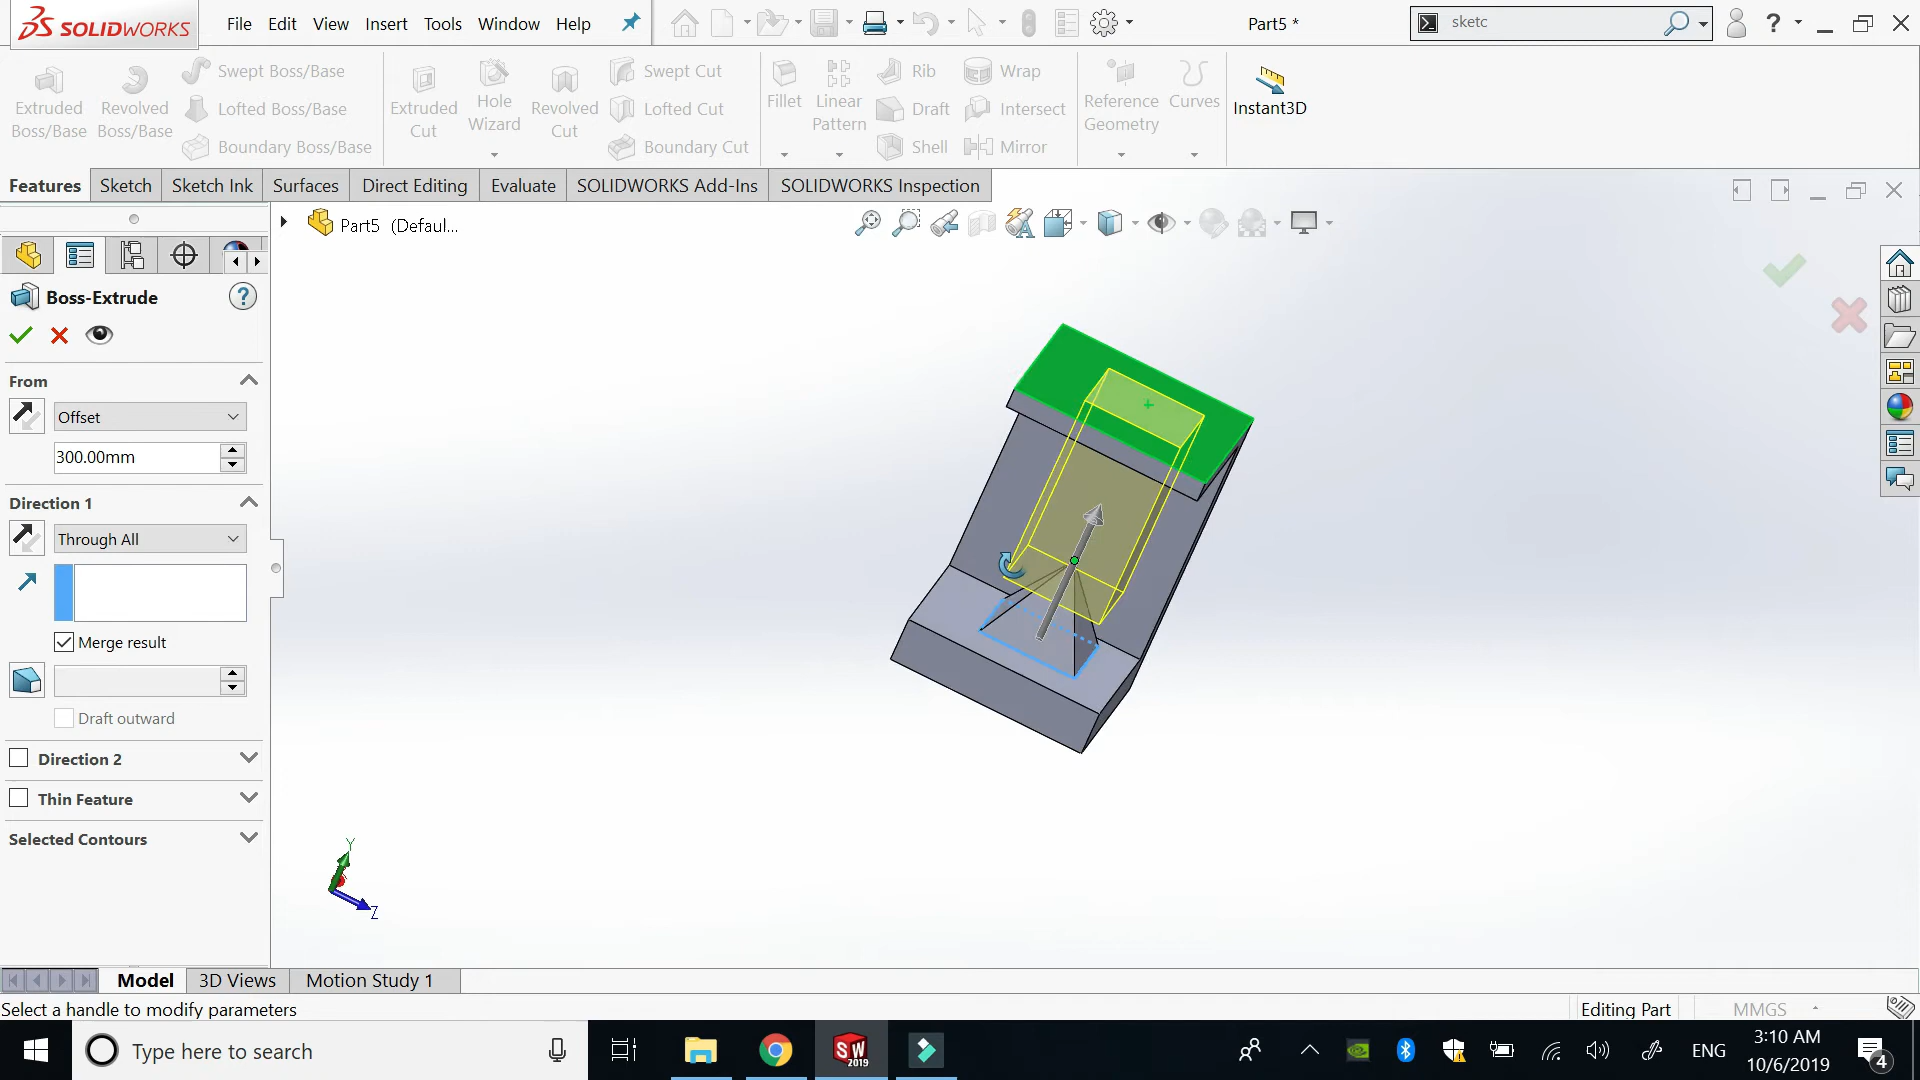 SOLIDWORKS File Edit View Insert Tools Window Help Part5 * sketc ?
Extruded Boss/Base
Revolved Boss/Base
Swept Boss/Base
Lofted Boss/Base
Boundary Boss/Base
Extruded Cut
Hole Wizard
Revolved Cut
Swept Cut
Lofted Cut
Boundary Cut
Fillet
Linear Pattern
Rib
Draft
Shell
Wrap
Intersect
Mirror
Reference Geometry
Curves
Instant3D
Features Sketch Sketch Ink Surfaces Direct Editing Evaluate SOLIDWORKS Add-Ins SOLIDWORKS Inspection
Part5 (Defaul...
Boss-Extrude ?
From
Offset
300.00mm
Direction 1
Through All
Merge result
Draft outward
Direction 2
Thin Feature
Selected Contours
Y
Z
Model 3D Views Motion Study 1
Select a handle to modify parameters Editing Part MMGS
Type here to search SW 2019 ENG 3:10 AM 10/6/2019 4